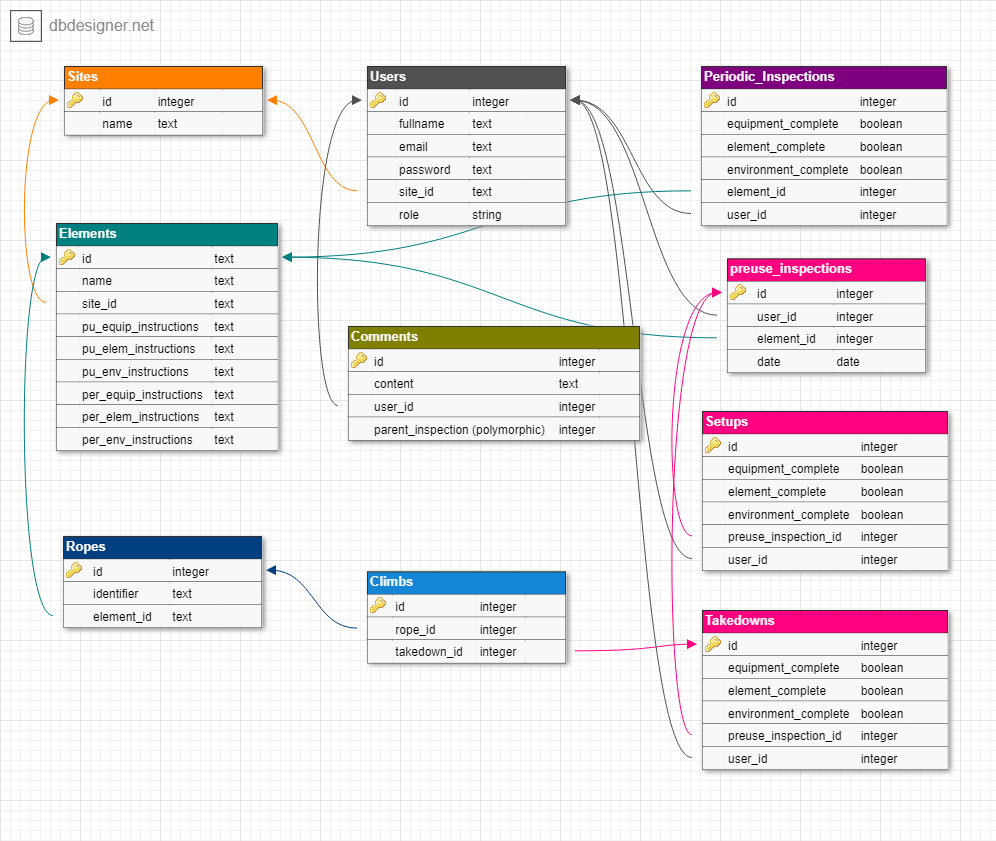 dbdesigner.net
Sites
id integer
name text
Users
id integer
fullname text
email text
password text
site_id text
role string
Periodic_Inspections
id integer
equipment_complete boolean
element_complete boolean
environment_complete boolean
element_id integer
user_id integer
Elements
id text
name text
site_id text
pu_equip_instructions text
pu_elem_instructions text
pu_env_instructions text
per_equip_instructions text
per_elem_instructions text
per_env_instructions text
preuse_inspections
id integer
user_id integer
element_id integer
date date
Comments
id integer
content text
user_id integer
parent_inspection (polymorphic) integer
Setups
id integer
equipment_complete boolean
element_complete boolean
environment_complete boolean
preuse_inspection_id integer
user_id integer
Ropes
id integer
identifier text
element_id text
Climbs
id integer
rope_id integer
takedown_id integer
Takedowns
id integer
equipment_complete boolean
element_complete boolean
environment_complete boolean
preuse_inspection_id integer
user_id integer